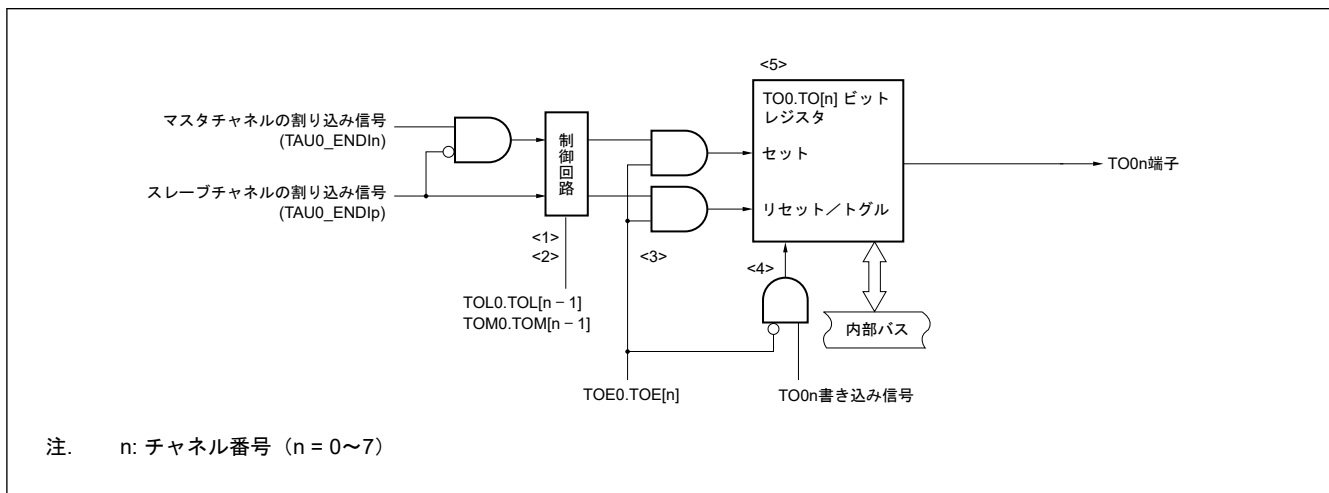 <5>
TO0.TO[n] ビット
レジスタ
マスタチャネルの割り込み信号
(TAU0_ENDIn)
制御回路
セット
TO0n端子
スレーブチャネルの割り込み信号
(TAU0_ENDIp)
リセット／トグル
<1>
<2>
<3>
<4>
TOL0.TOL[n − 1]
TOM0.TOM[n − 1]
内部バス
TOE0.TOE[n]
TO0n書き込み信号
注. n: チャネル番号（n = 0～7）